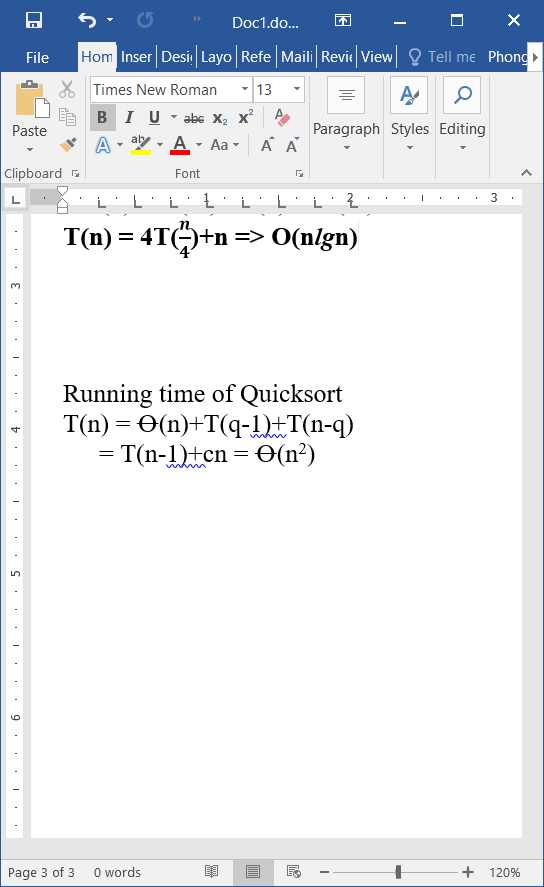 Doc1.do...
File Hom Inser Desi Layo Refe Maili Revie View Tell me Phong
Paste
Clipboard
Times New Roman 13
B I U abc x₂ x²
A ab A Aa A A
Font
Paragraph
Styles
Editing
L 1 2 3
T(n) = 4T(n/4)+n => O(nlgn)
3
Running time of Quicksort
T(n) = Θ(n)+T(q-1)+T(n-q)
4
= T(n-1)+cn = Θ(n²)
5
6
Page 3 of 3 0 words 120%